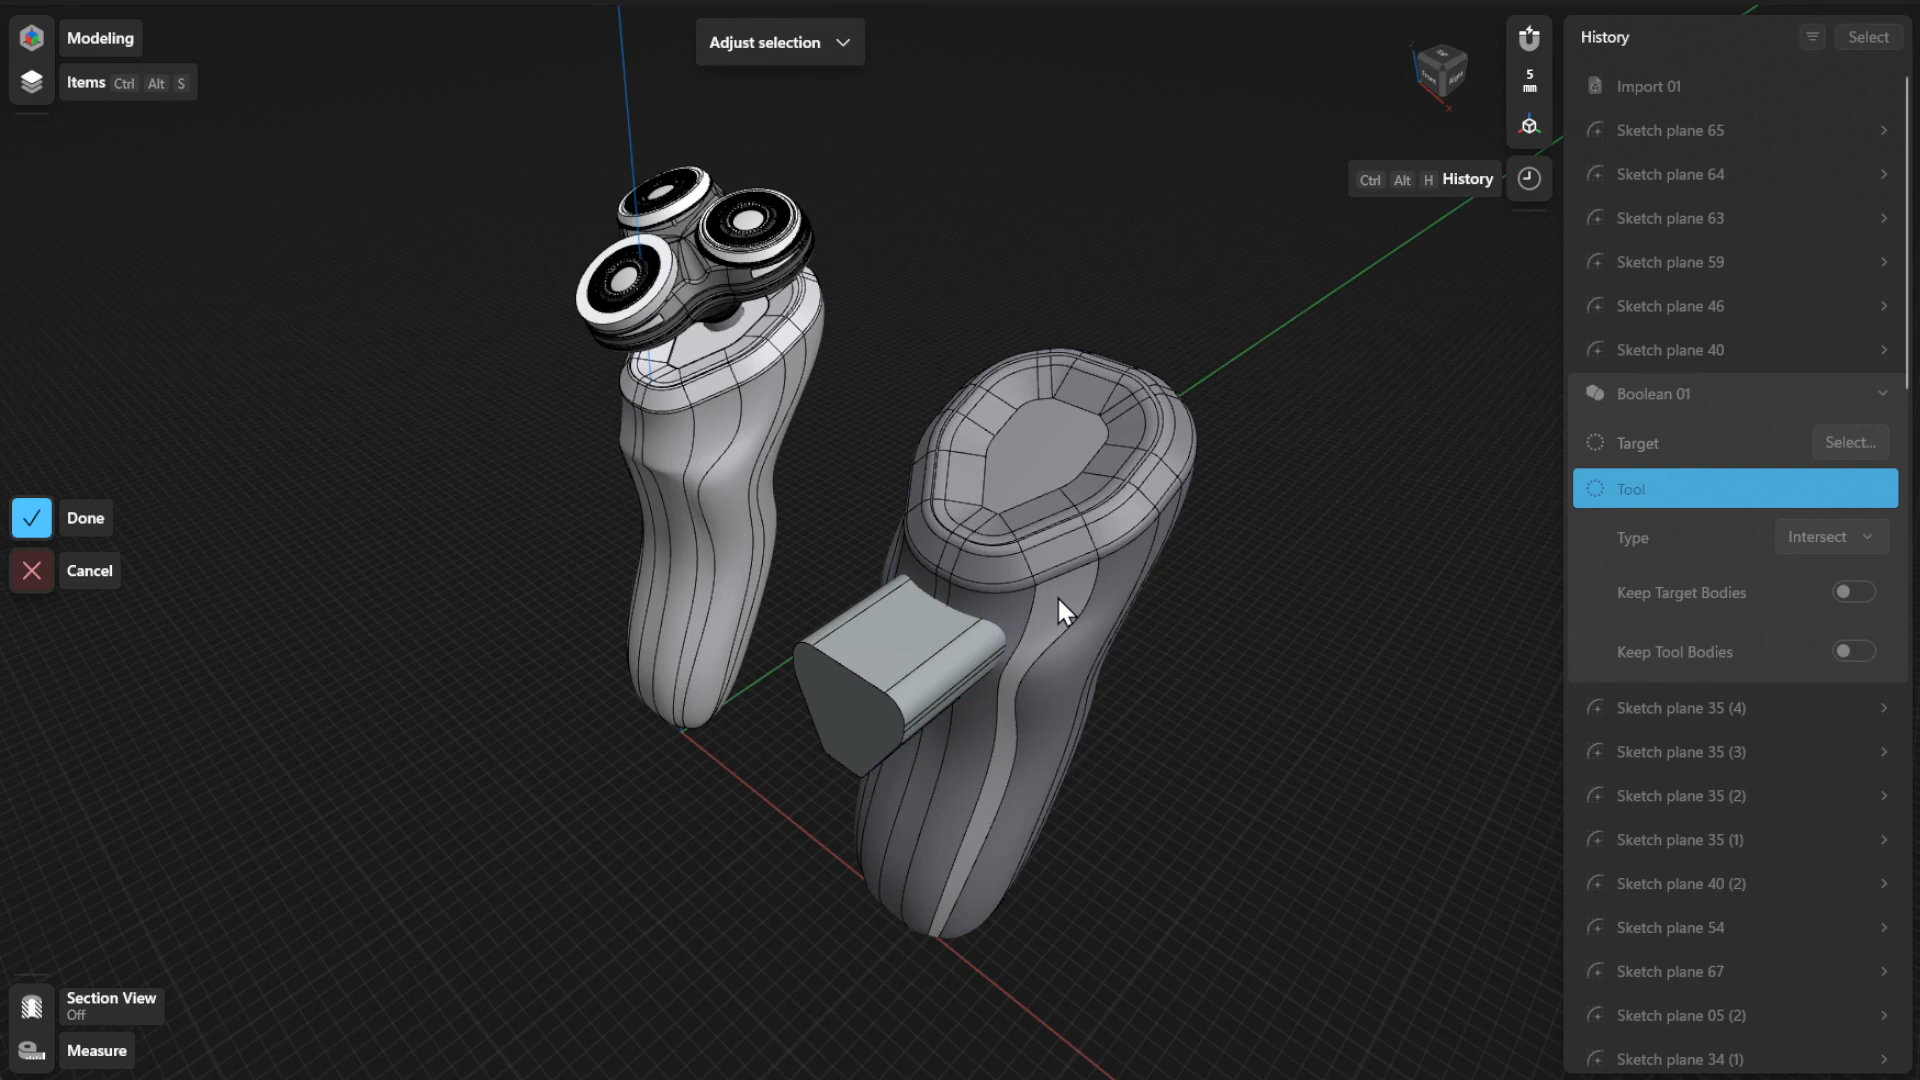 Modeling
Items Ctrl Alt S
Adjust selection
5
mm
Ctrl Alt H History
Done
Cancel
Section View
Off
Measure
History
Select
Import 01
Sketch plane 65
Sketch plane 64
Sketch plane 63
Sketch plane 59
Sketch plane 46
Sketch plane 40
Boolean 01
Target Select...
Tool
Type Intersect
Keep Target Bodies
Keep Tool Bodies
Sketch plane 35 (4)
Sketch plane 35 (3)
Sketch plane 35 (2)
Sketch plane 35 (1)
Sketch plane 40 (2)
Sketch plane 54
Sketch plane 67
Sketch plane 05 (2)
Sketch plane 34 (1)